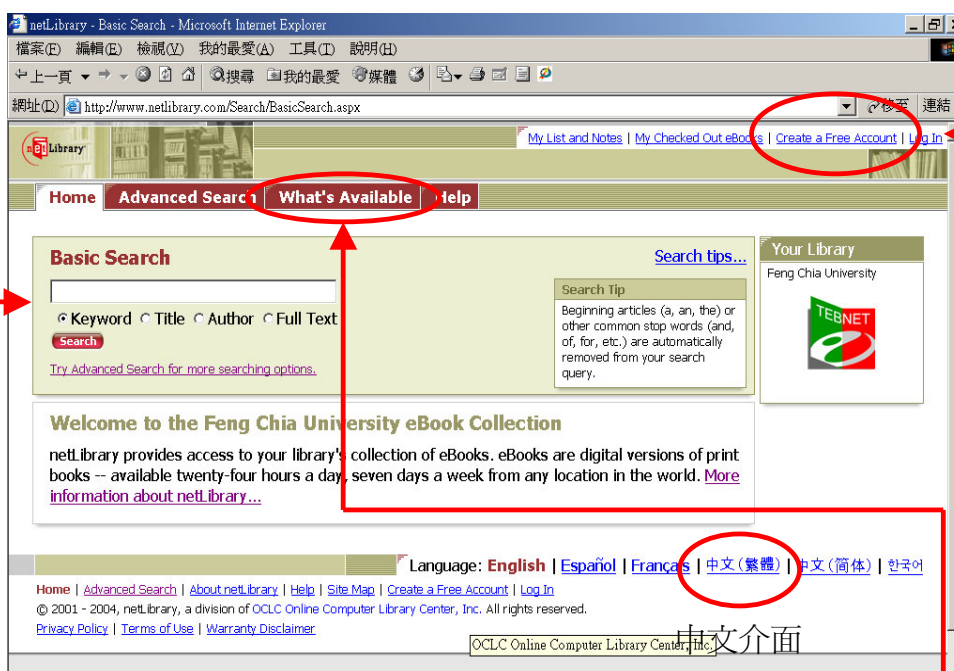 netLibrary - Basic Search - Microsoft Internet Explorer
檔案(F) 編輯(E) 檢視(V) 我的最愛(A) 工具(T) 說明(H)
上一頁 搜尋 我的最愛 媒體
網址(D) http://www.netlibrary.com/Search/BasicSearch.aspx 移至 連結
netLibrary
My List and Notes | My Checked Out eBooks | Create a Free Account | Log In
Home Advanced Search What's Available Help
Basic Search
Search tips...
Keyword Title Author Full Text
Search
Try Advanced Search for more searching options.
Search Tip
Beginning articles (a, an, the) or
other common stop words (and,
of, for, etc.) are automatically
removed from your search
query.
Your Library
Feng Chia University
TEBNET
Welcome to the Feng Chia University eBook Collection
netLibrary provides access to your library's collection of eBooks. eBooks are digital versions of print
books -- available twenty-four hours a day, seven days a week from any location in the world. More
information about netLibrary...
Language: English | Español | Français | 中文(繁體) | 中文(简体) | 한국어
Home | Advanced Search | About netLibrary | Help | Site Map | Create a Free Account | Log In
© 2001 - 2004, netLibrary, a division of OCLC Online Computer Library Center, Inc. All rights reserved.
Privacy Policy | Terms of Use | Warranty Disclaimer
OCLC Online Computer Library Center, Inc.
中文介面